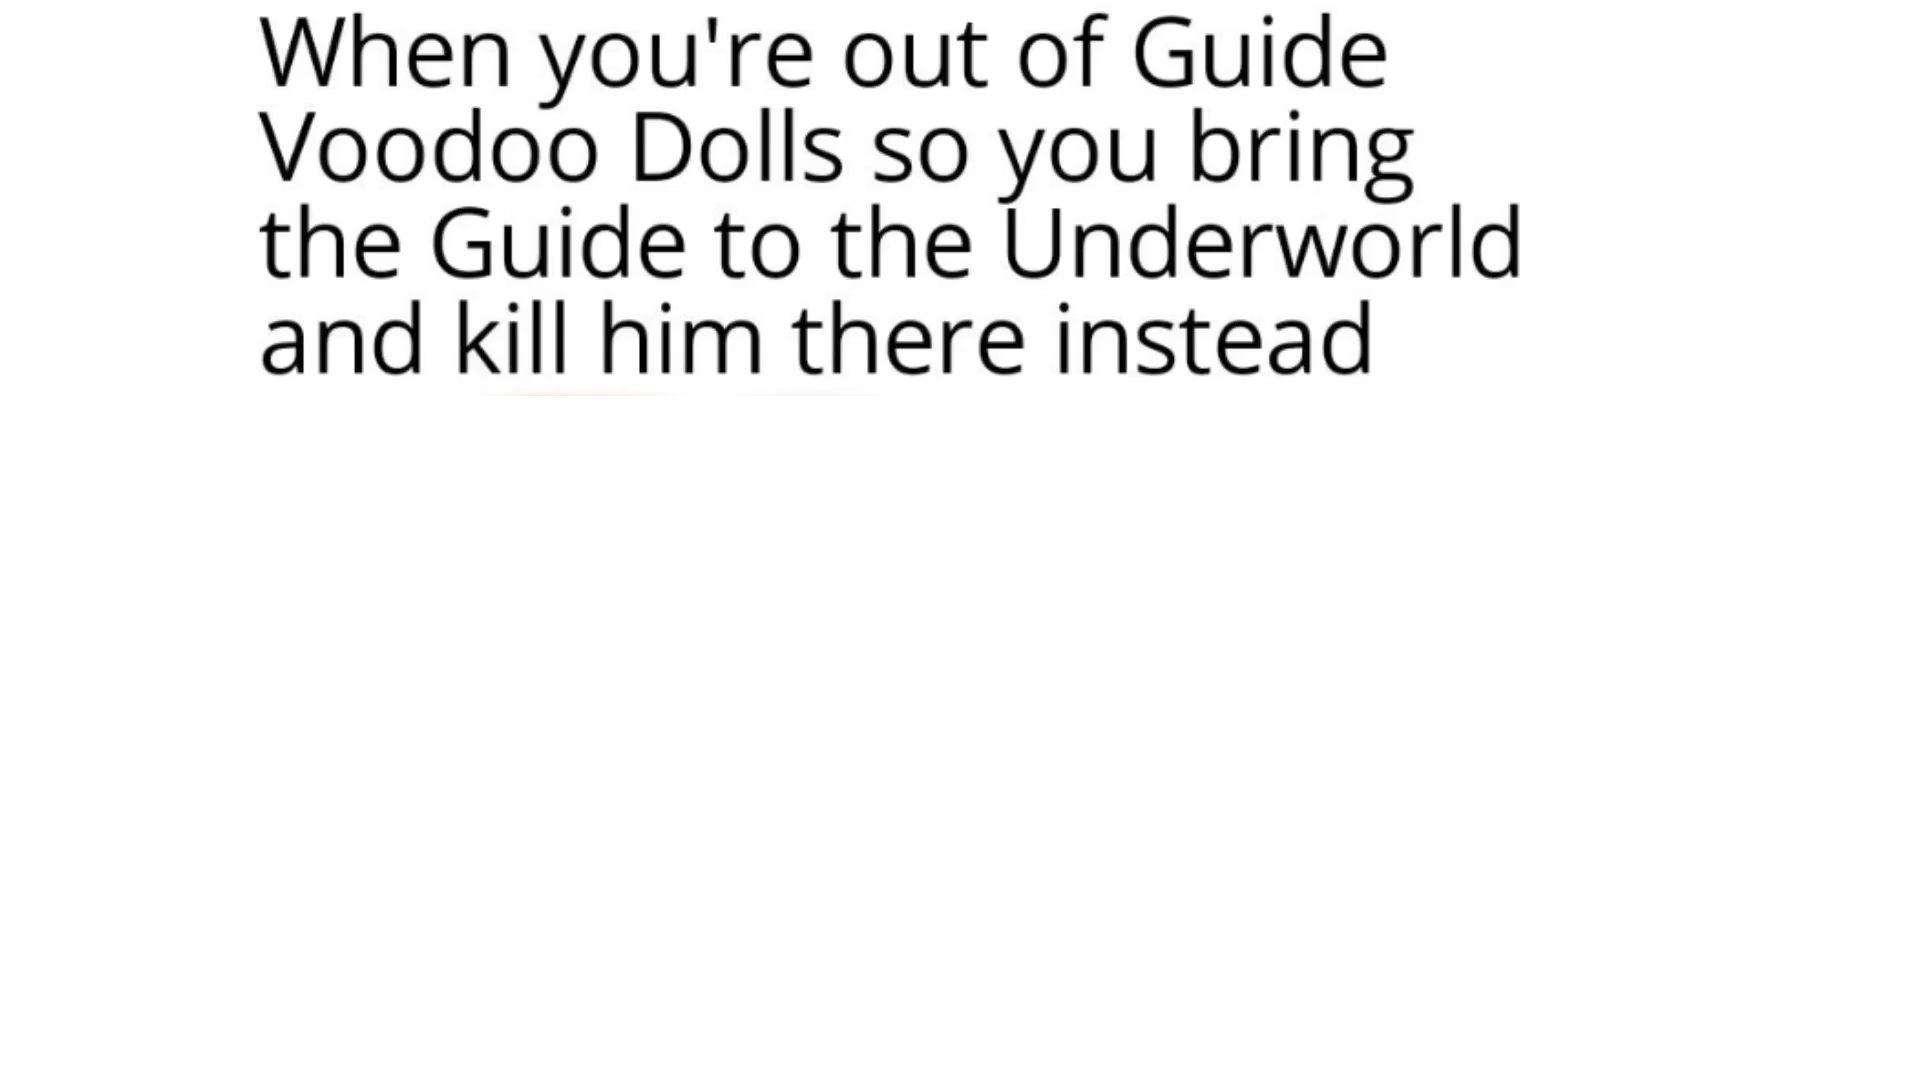 When you're out of Guide
Voodoo Dolls so you bring
the Guide to the Underworld
and kill him there instead